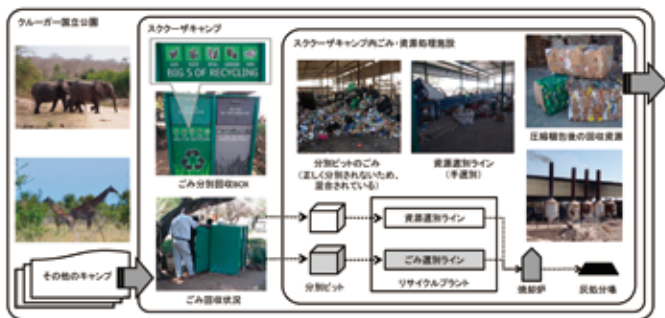 クルーガー国立公園
スククーザキャンプ
BIG 5 OF RECYCLING
ごみ分別回収BOX
ごみ回収状況
その他のキャンプ
スククーザキャンプ内ごみ・資源処理施設
分別ピットのごみ
(正しく分別されないため、
混合されている)
資源選別ライン
(手選別)
圧縮梱包後の回収資源
分別ピット
資源選別ライン
ごみ選別ライン
リサイクルプラント
焼却炉
灰処分場